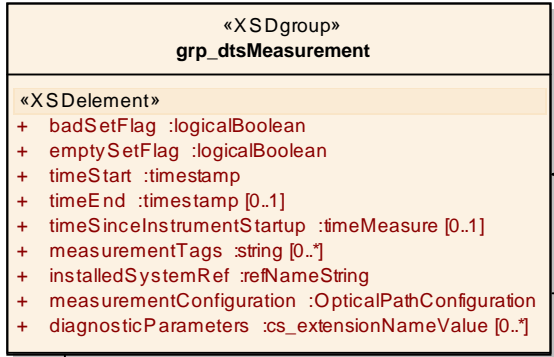 «XSDgroup»
grp_dtsMeasurement
«XSDelement»
+ badSetFlag :logicalBoolean
+ emptySetFlag :logicalBoolean
+ timeStart :timestamp
+ timeEnd :timestamp [0..1]
+ timeSinceInstrumentStartup :timeMeasure [0..1]
+ measurementTags :string [0..*]
+ installedSystemRef :refNameString
+ measurementConfiguration :OpticalPathConfiguration
+ diagnosticParameters :cs_extensionNameValue [0..*]